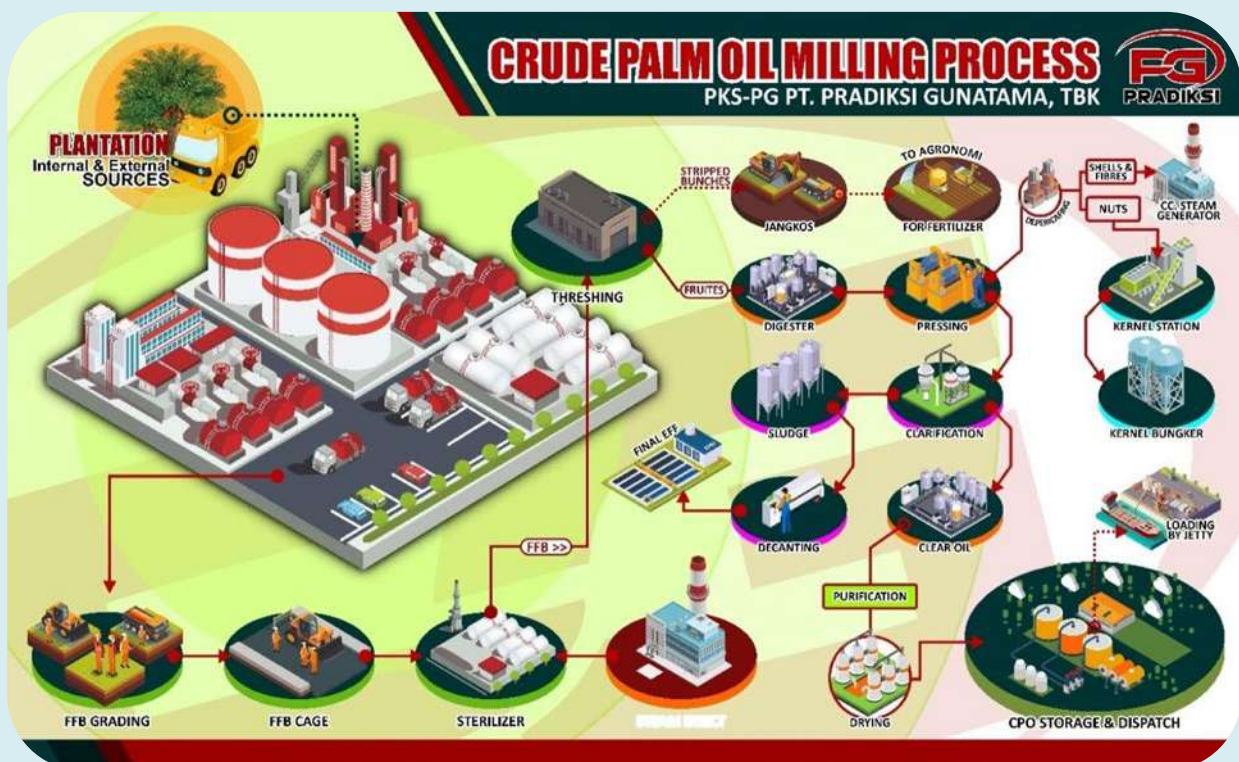 CRUDE PALM OIL MILLING PROCESS
PKS-PG PT. PRADIKSI GUNATAMA, TBK
PG
PRADIKSI
PLANTATION
Internal & External
SOURCES
STRIPPED
BUNCHES
JANGKOS
TO AGRONOMI
FOR FERTILIZER
DEPERICAPING
SHELLS &
FIBRES
NUTS
CC. STEAM
GENERATOR
THRESHING
FRUITES
DIGESTER
PRESSING
KERNEL STATION
SLUDGE
CLARIFICATION
KERNEL BUNGKER
FINAL EFF
DECANTING
CLEAR OIL
LOADING
BY JETTY
FFB >>
PURIFICATION
FFB GRADING
FFB CAGE
STERILIZER
DRYING
CPO STORAGE & DISPATCH